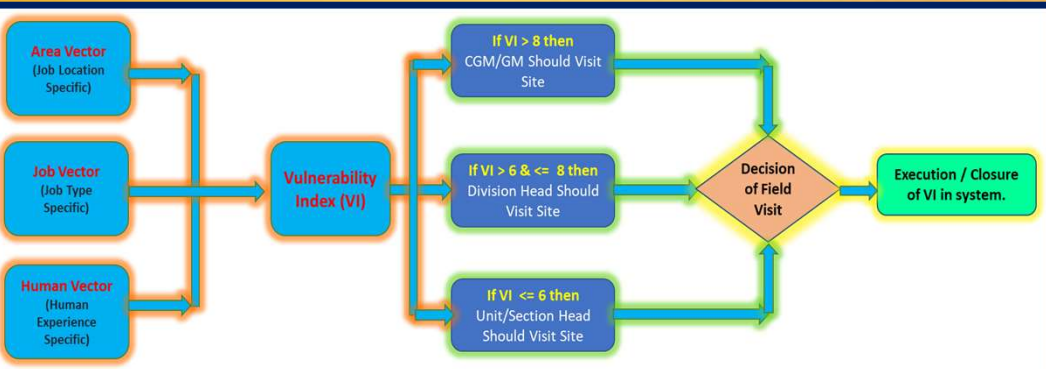 Area Vector
(Job Location
Specific)
Job Vector
(Job Type
Specific)
Human Vector
(Human
Experience
Specific)
Vulnerability
Index (VI)
If VI > 8 then
CGM/GM Should Visit
Site
If VI > 6 & <= 8 then
Division Head Should
Visit Site
If VI <= 6 then
Unit/Section Head
Should Visit Site
Decision
of Field
Visit
Execution / Closure
of VI in system.